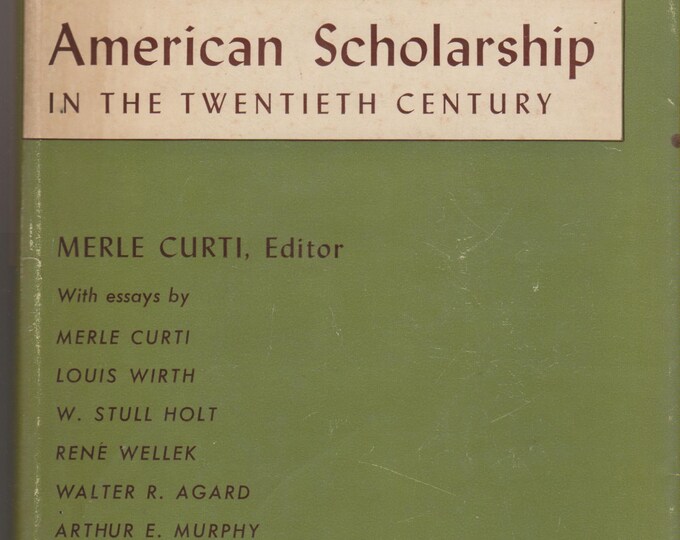 American Scholarship
IN THE TWENTIETH CENTURY
MERLE CURTI, Editor
With essays by
MERLE CURTI
LOUIS WIRTH
W. STULL HOLT
RENÉ WELLEK
WALTER R. AGARD
ARTHUR E. MURPHY